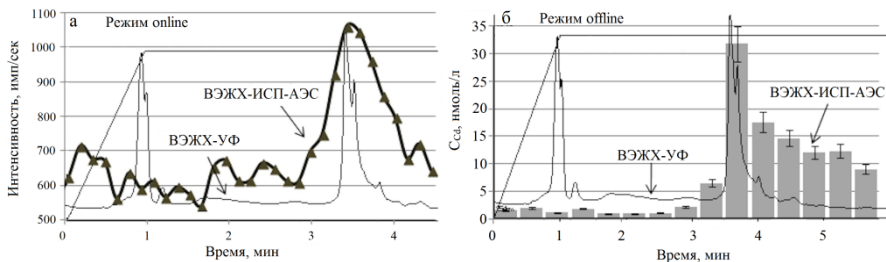 а
Режим online
Интенсивность, имп/сек
1100
1000
900
800
700
600
500
ВЭЖХ-ИСП-АЭС
ВЭЖХ-УФ
0 1 2 3 4
Время, мин
б
Режим offline
C_Cd, нмоль/л
35
30
25
20
15
10
5
0
ВЭЖХ-ИСП-АЭС
ВЭЖХ-УФ
0 1 2 3 4 5
Время, мин